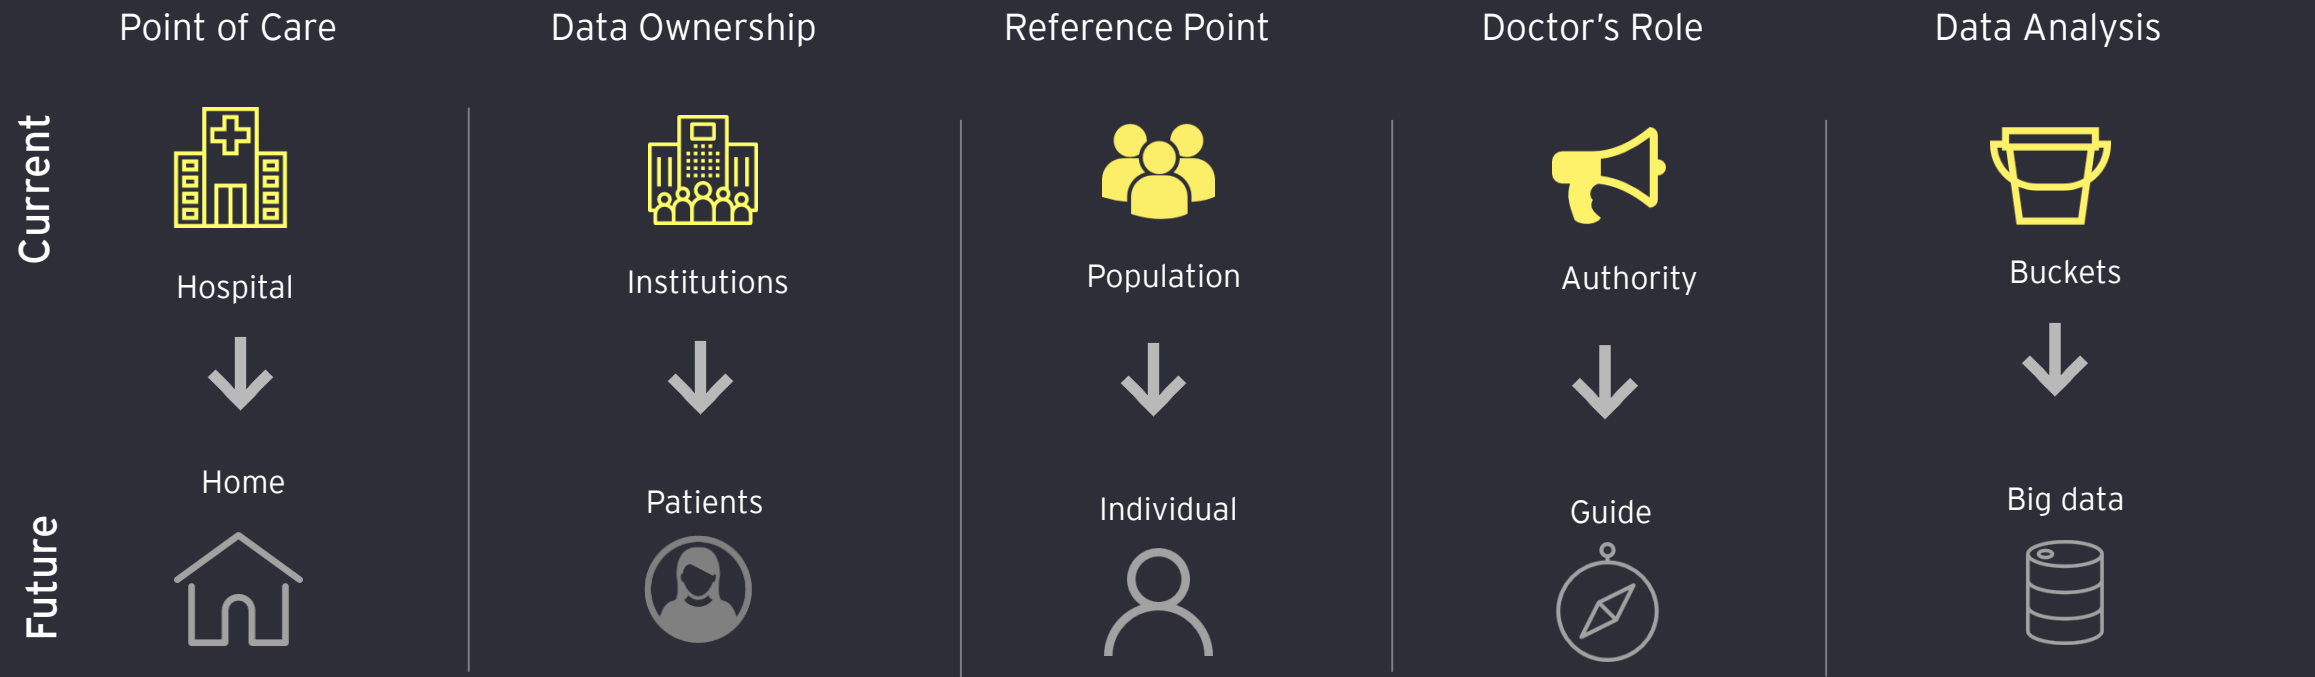 Point of Care
Data Ownership
Reference Point
Doctor’s Role
Data Analysis
Current
Hospital
Institutions
Population
Authority
Buckets
Future
Home
Patients
Individual
Guide
Big data